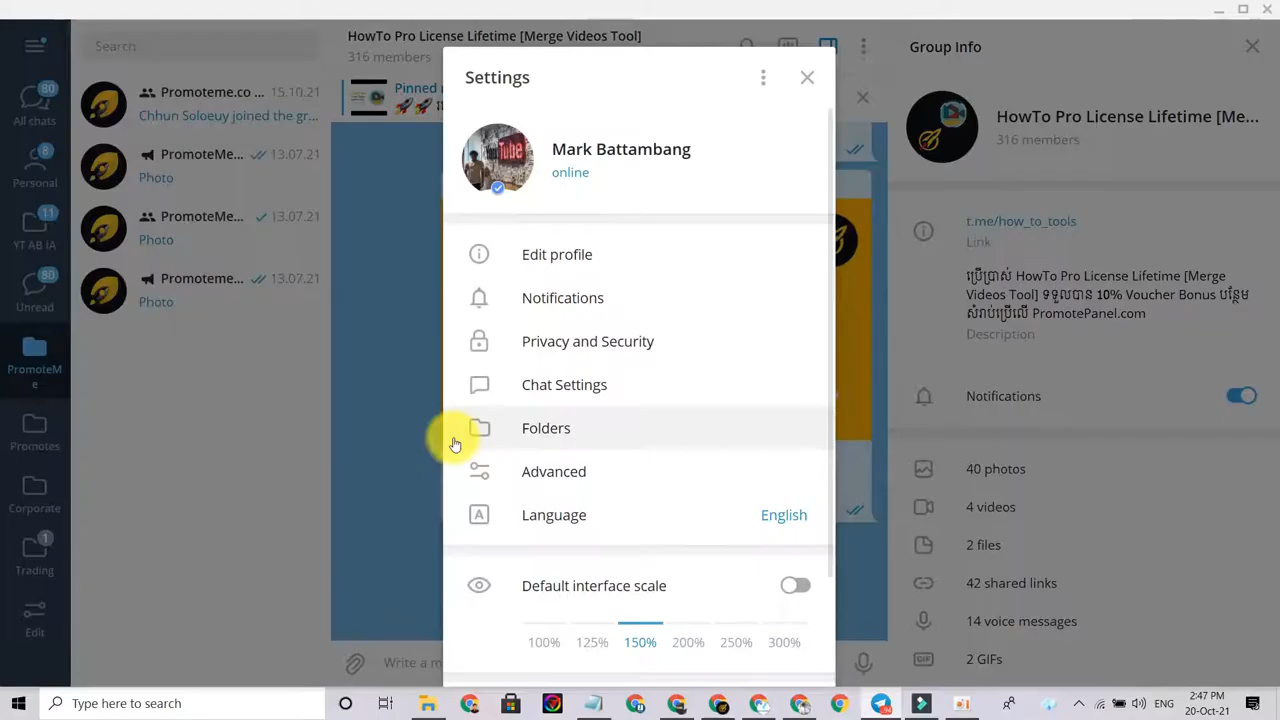 Search
HowTo Pro License Lifetime [Merge Videos Tool]
316 members
Group Info
80
All chats
8
Personal
11
YT AB IA
80
Unread
PromoteM
e
Promotes
Corporate
1
Trading
Edit
Promoteme.co ... 15.10.21
Chhun Soloeuy joined the gr...
PromoteMe... 13.07.21
Photo
PromoteMe... 13.07.21
Photo
Promoteme... 13.07.21
Photo
Pinned
Settings
Mark Battambang
online
Edit profile
Notifications
Privacy and Security
Chat Settings
Folders
Advanced
Language English
Default interface scale
100% 125% 150% 200% 250% 300%
Write a m
HowTo Pro License Lifetime [Me...
316 members
t.me/how_to_tools
Link
ប្រើប្រាស់ HowTo Pro License Lifetime [Merge
Videos Tool] ទទួលបាន 10% Voucher Bonus បន្ថែម
សំរាប់ប្រើលើ PromotePanel.com
Description
Notifications
40 photos
4 videos
2 files
42 shared links
14 voice messages
2 GIFs
Type here to search
2:47 PM
20-Oct-21